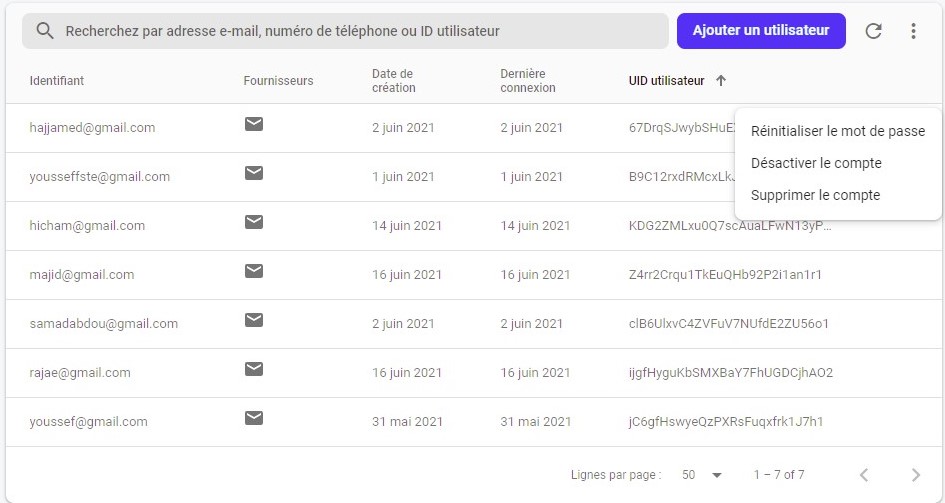 Recherchez par adresse e-mail, numéro de téléphone ou ID utilisateur
Ajouter un utilisateur
Identifiant Fournisseurs Date de création Dernière connexion UID utilisateur
hajjamed@gmail.com 2 juin 2021 2 juin 2021
Réinitialiser le mot de passe
Désactiver le compte
Supprimer le compte
yousseffste@gmail.com 1 juin 2021 1 juin 2021
hicham@gmail.com 14 juin 2021 14 juin 2021 KDG2ZMLxu0Q7scAuaLFwN13yP...
majid@gmail.com 16 juin 2021 16 juin 2021 Z4rr2Crqu1TkEuQHb92P2i1an1r1
samadabdou@gmail.com 2 juin 2021 2 juin 2021 clB6UlxvC4ZVFuV7NUfdE2ZU56o1
rajae@gmail.com 16 juin 2021 16 juin 2021 ijgfHyguKbSMXBaY7FhUGDCjhAO2
youssef@gmail.com 31 mai 2021 31 mai 2021 jC6gfHswyeQzPXRsFuqxfrk1J7h1
Lignes par page : 50 1 – 7 of 7